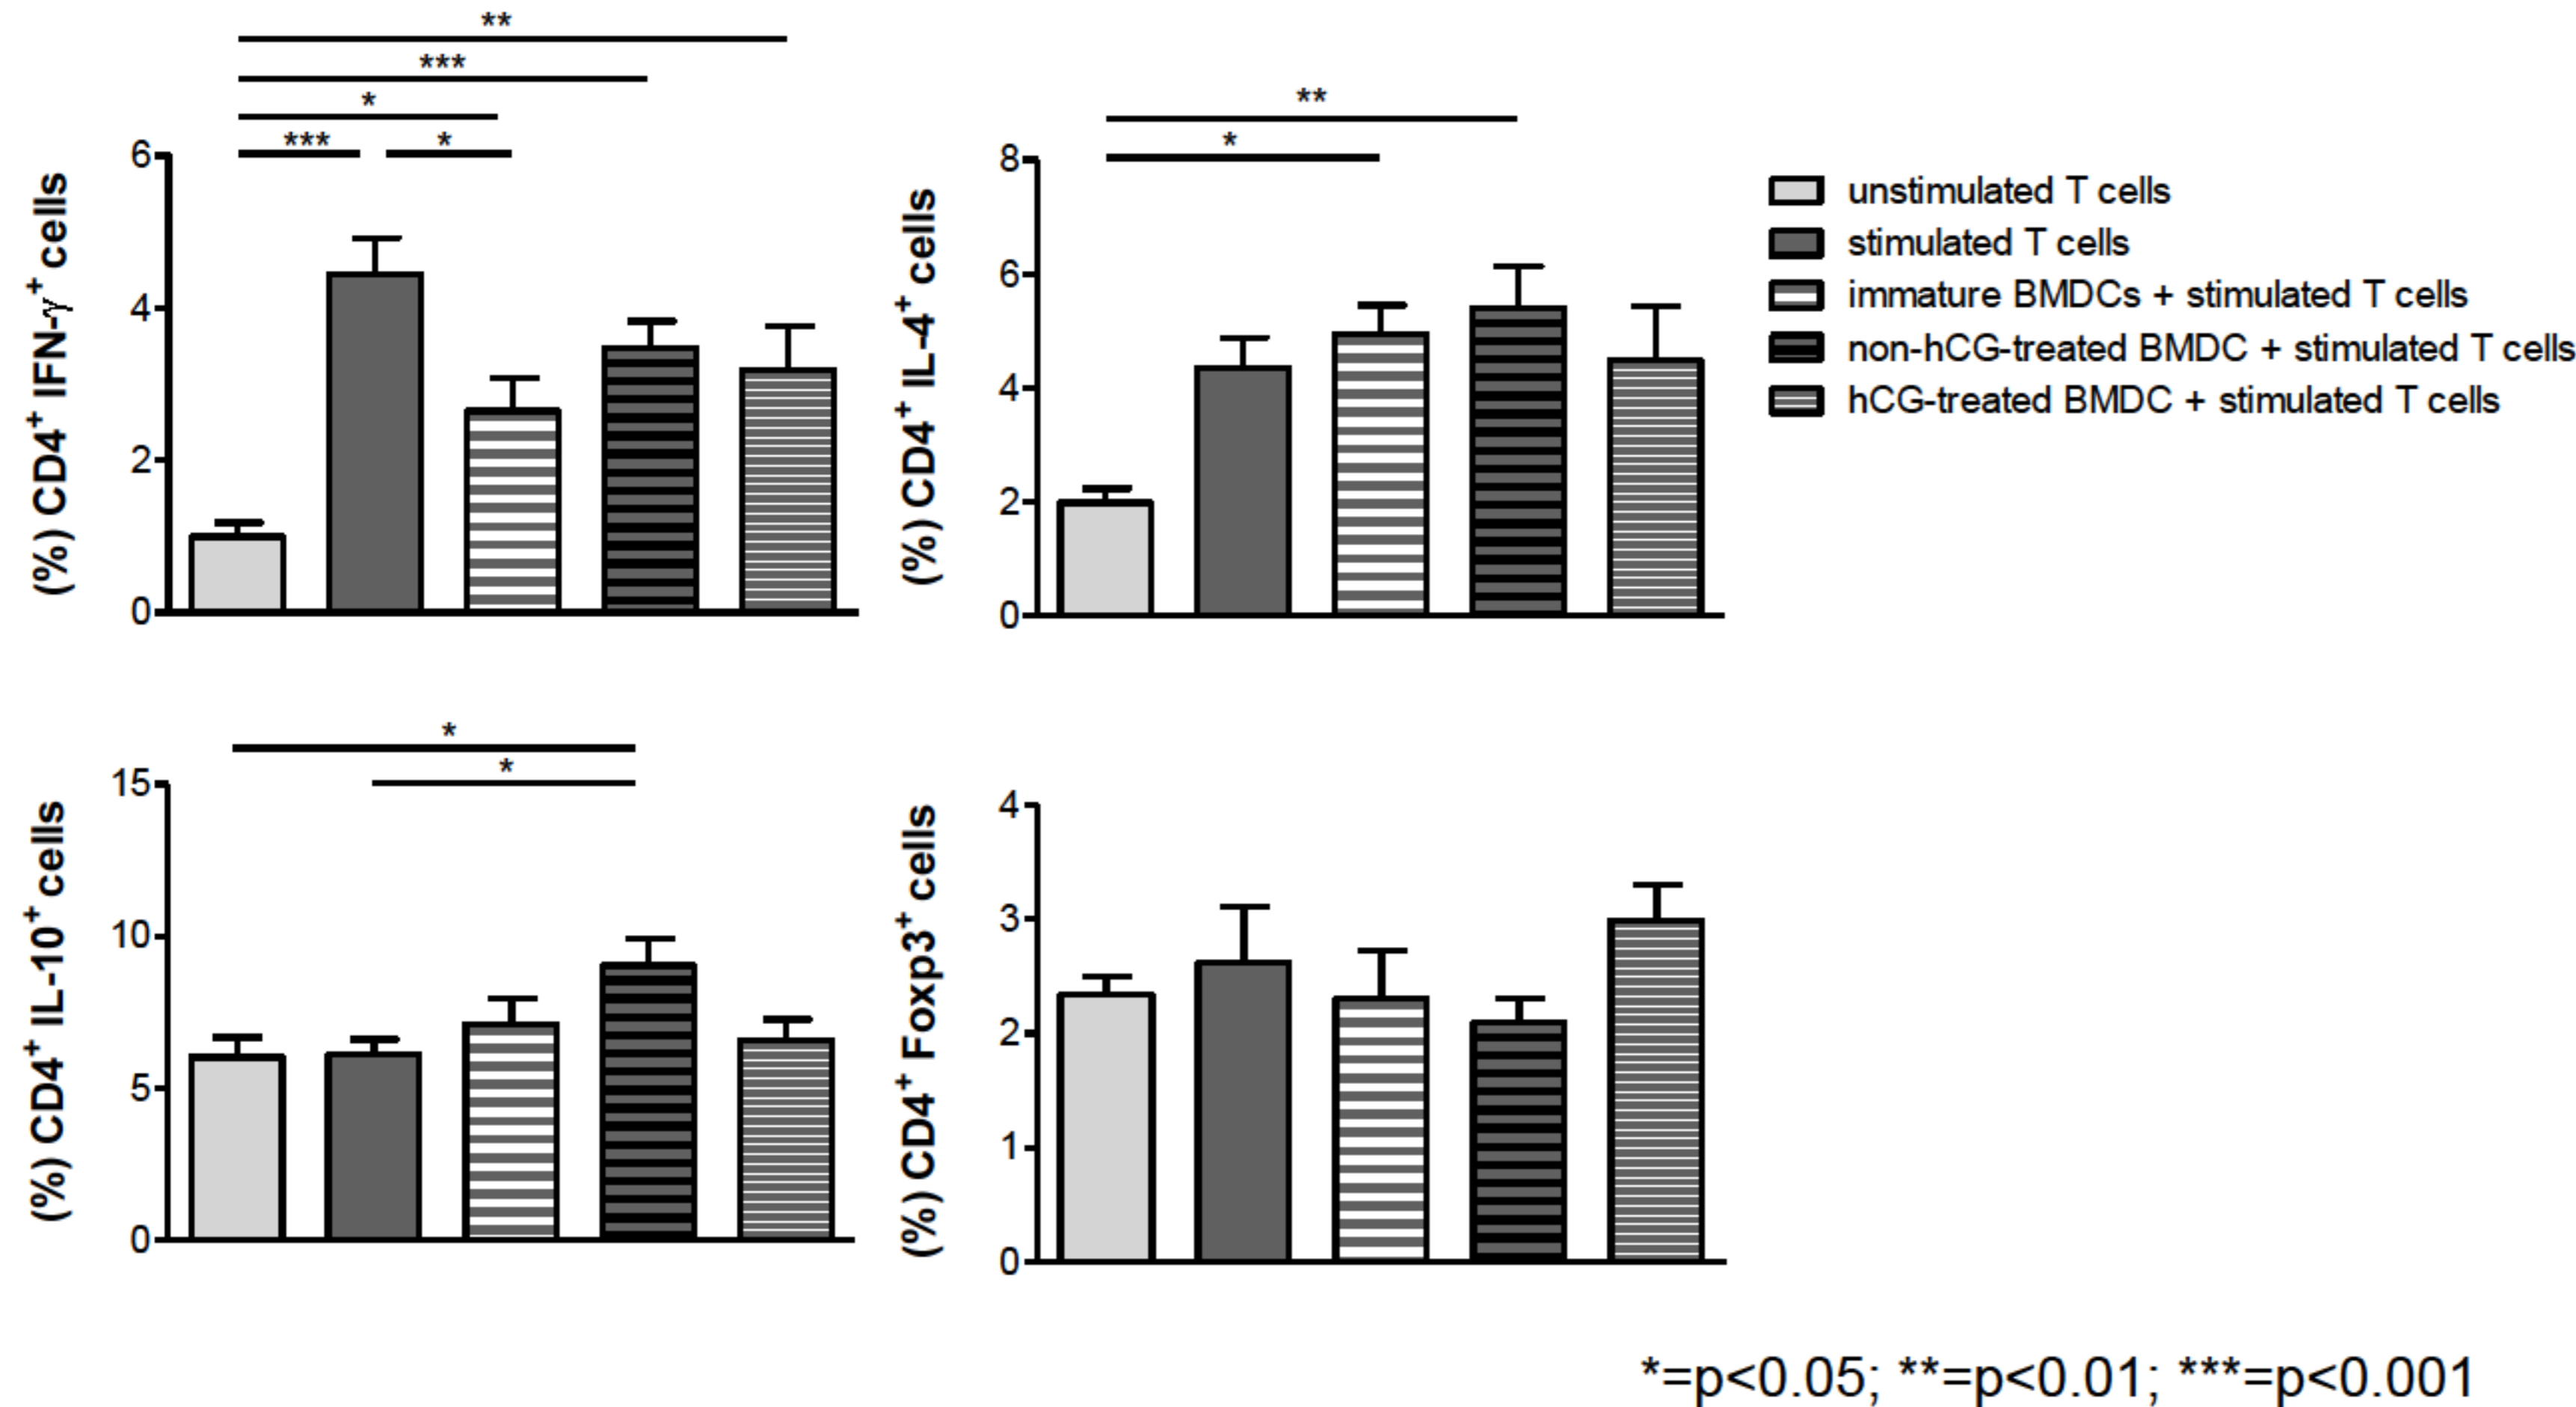 **
***
*
*** *
6
4
2
0
(%) CD4+ IFN-γ+ cells
**
*
8
6
4
2
0
(%) CD4+ IL-4+ cells
unstimulated T cells
stimulated T cells
immature BMDCs + stimulated T cells
non-hCG-treated BMDC + stimulated T cells
hCG-treated BMDC + stimulated T cells
*
*
15
10
5
0
(%) CD4+ IL-10+ cells
4
3
2
1
0
(%) CD4+ Foxp3+ cells
*=p<0.05; **=p<0.01; ***=p<0.001